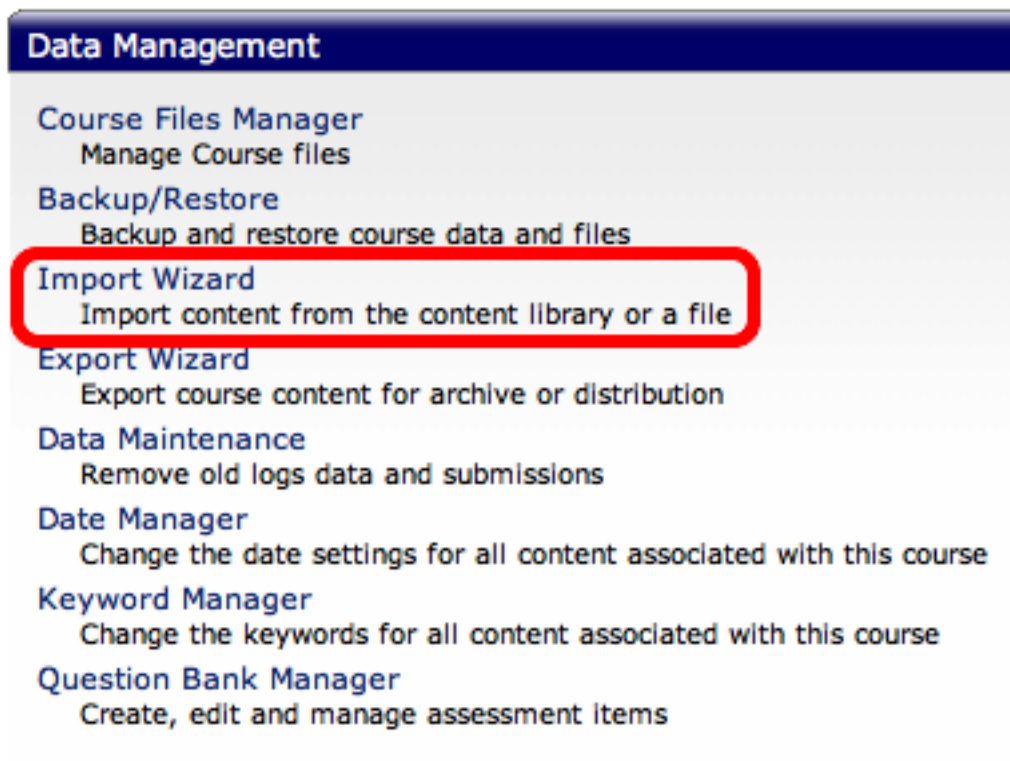 Data Management
Course Files Manager
Manage Course files
Backup/Restore
Backup and restore course data and files
Import Wizard
Import content from the content library or a file
Export Wizard
Export course content for archive or distribution
Data Maintenance
Remove old logs data and submissions
Date Manager
Change the date settings for all content associated with this course
Keyword Manager
Change the keywords for all content associated with this course
Question Bank Manager
Create, edit and manage assessment items